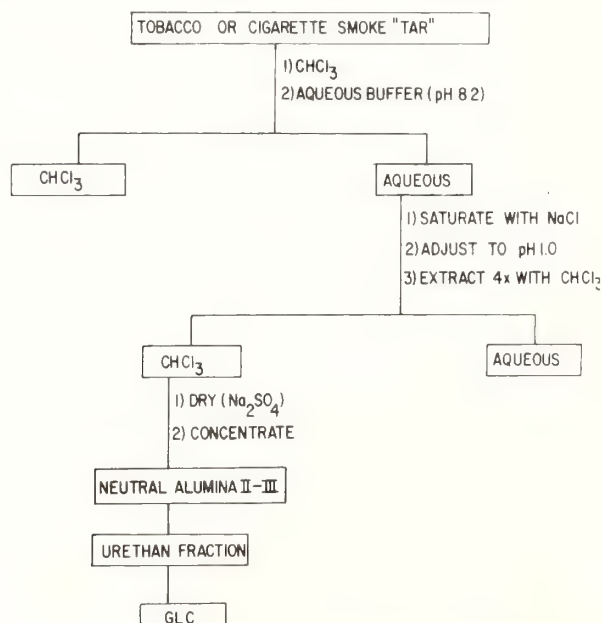 TOBACCO OR CIGARETTE SMOKE "TAR"
1) CHCl₃
2) AQUEOUS BUFFER (pH 8.2)
CHCl₃
AQUEOUS
1) SATURATE WITH NaCl
2) ADJUST TO pH 1.0
3) EXTRACT 4x WITH CHCl₃
CHCl₃
AQUEOUS
1) DRY (Na₂SO₄)
2) CONCENTRATE
NEUTRAL ALUMINA II-III
URETHAN FRACTION
GLC